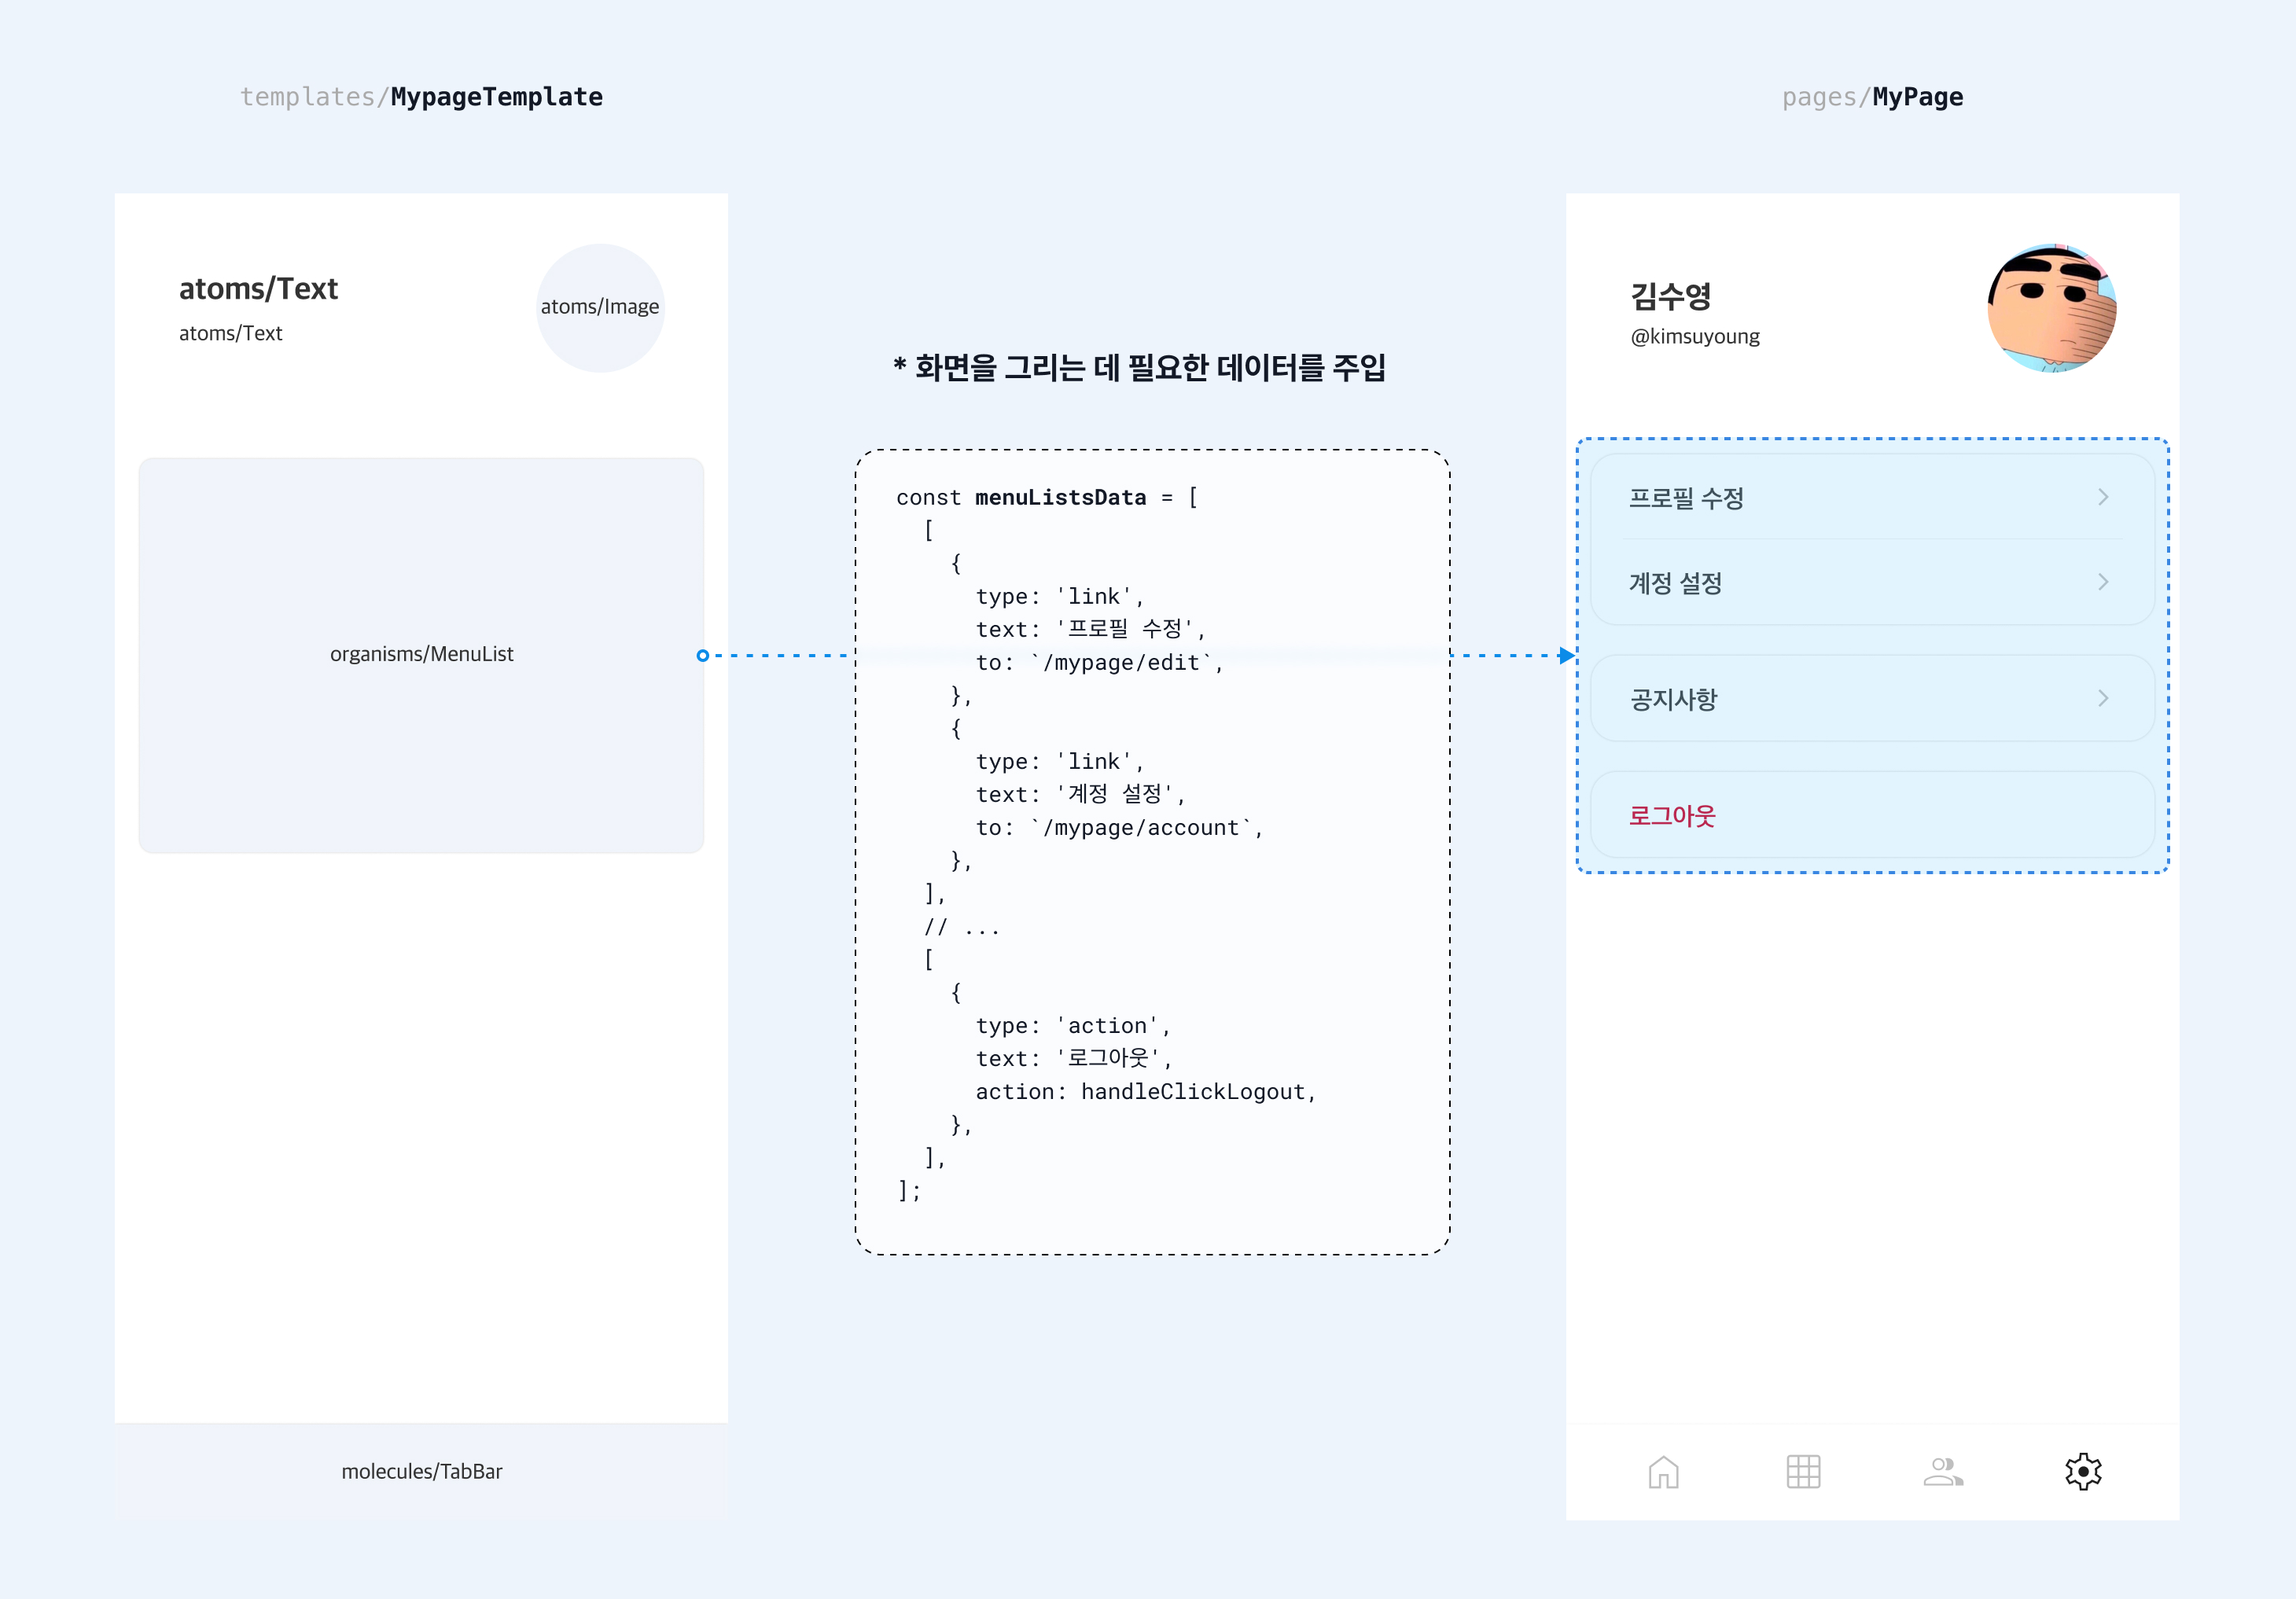 templates/MypageTemplate
atoms/Text
atoms/Text
atoms/Image
organisms/MenuList
molecules/TabBar
* 화면을 그리는 데 필요한 데이터를 주입
const menuListsData = [
  [
    {
      type: 'link',
      text: '프로필 수정',
      to: `/mypage/edit`,
    },
    {
      type: 'link',
      text: '계정 설정',
      to: `/mypage/account`,
    },
  ],
  // ...
  [
    {
      type: 'action',
      text: '로그아웃',
      action: handleClickLogout,
    },
  ],
];
pages/MyPage
김수영
@kimsuyoung
프로필 수정
계정 설정
공지사항
로그아웃